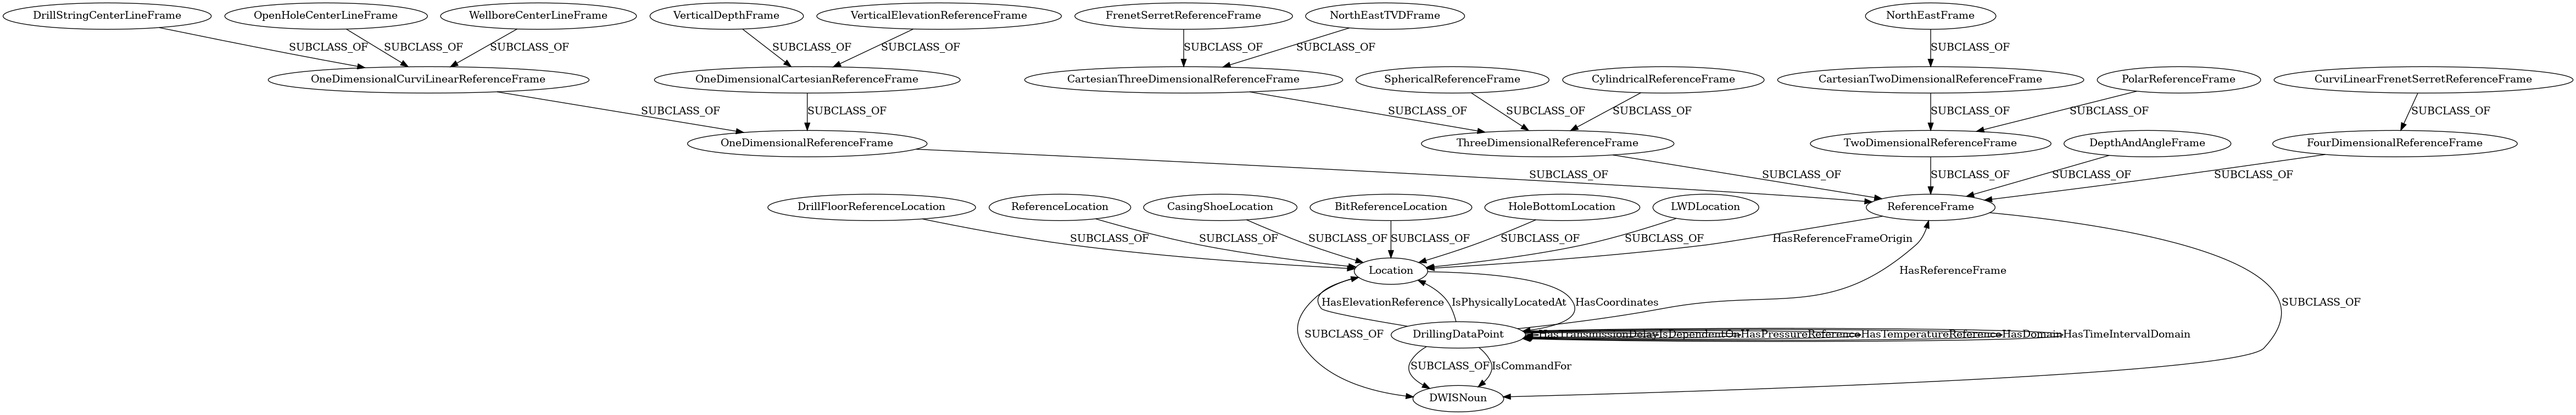 DrillStringCenterLineFrame
OpenHoleCenterLineFrame
WellboreCenterLineFrame
VerticalDepthFrame
VerticalElevationReferenceFrame
FrenetSerretReferenceFrame
NorthEastTVDFrame
NorthEastFrame
SUBCLASS_OF
SUBCLASS_OF
SUBCLASS_OF
SUBCLASS_OF
SUBCLASS_OF
SUBCLASS_OF
SUBCLASS_OF
SUBCLASS_OF
OneDimensionalCurviLinearReferenceFrame
OneDimensionalCartesianReferenceFrame
CartesianThreeDimensionalReferenceFrame
SphericalReferenceFrame
CylindricalReferenceFrame
CartesianTwoDimensionalReferenceFrame
PolarReferenceFrame
CurviLinearFrenetSerretReferenceFrame
SUBCLASS_OF
SUBCLASS_OF
SUBCLASS_OF
SUBCLASS_OF
SUBCLASS_OF
SUBCLASS_OF
SUBCLASS_OF
SUBCLASS_OF
OneDimensionalReferenceFrame
ThreeDimensionalReferenceFrame
TwoDimensionalReferenceFrame
DepthAndAngleFrame
FourDimensionalReferenceFrame
SUBCLASS_OF
SUBCLASS_OF
SUBCLASS_OF
SUBCLASS_OF
SUBCLASS_OF
DrillFloorReferenceLocation
ReferenceLocation
CasingShoeLocation
BitReferenceLocation
HoleBottomLocation
LWDLocation
ReferenceFrame
SUBCLASS_OF
SUBCLASS_OF
SUBCLASS_OF
SUBCLASS_OF
SUBCLASS_OF
SUBCLASS_OF
HasReferenceFrameOrigin
Location
HasReferenceFrame
SUBCLASS_OF
HasElevationReference
IsPhysicallyLocatedAt
HasCoordinates
SUBCLASS_OF
DrillingDataPoint
HasTransmissionDelay
IsDependentOn
HasPressureReference
HasTemperatureReference
HasDomain
HasTimeIntervalDomain
SUBCLASS_OF
IsCommandFor
DWISNoun